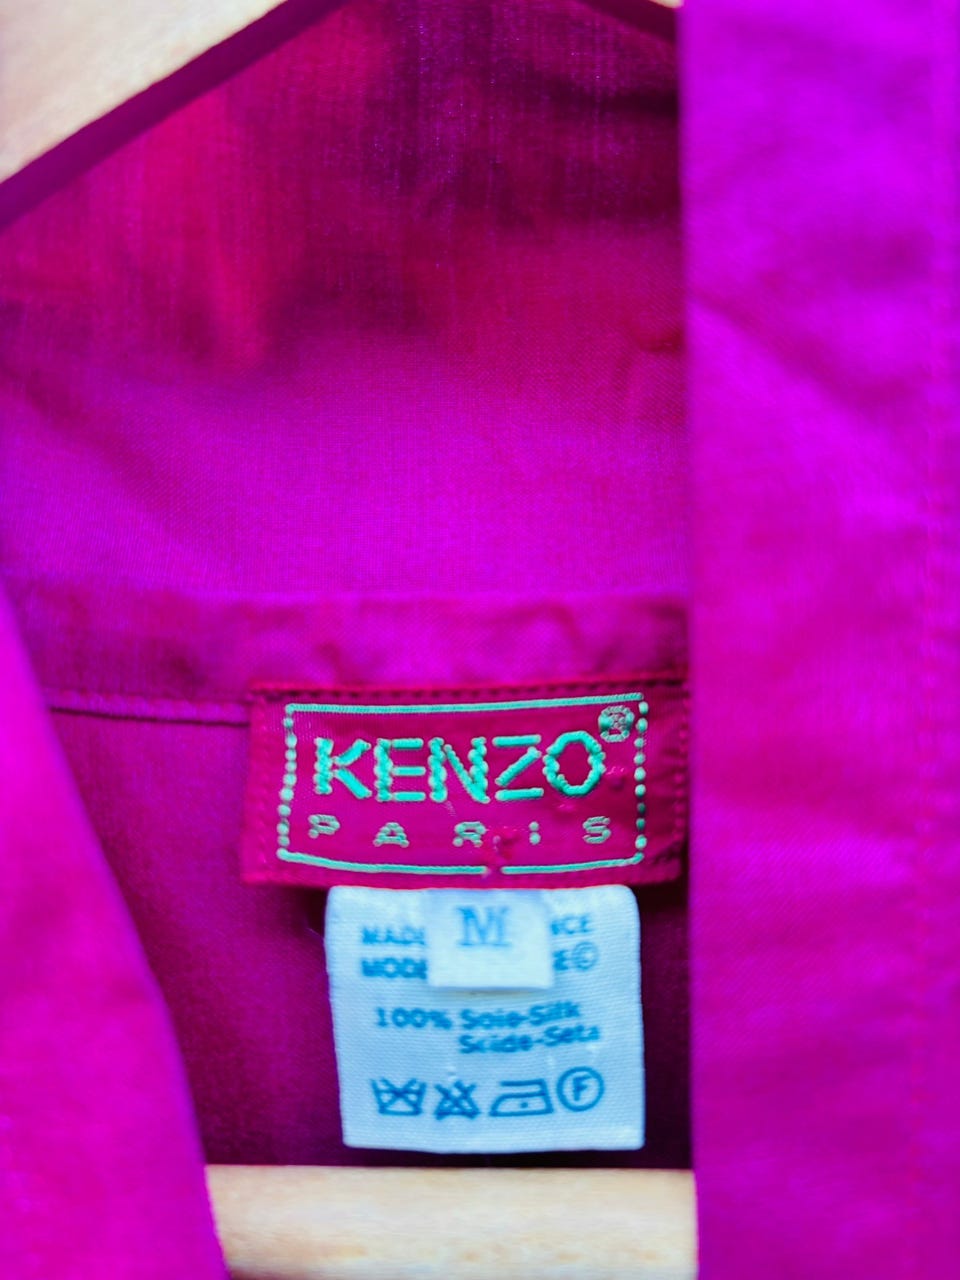 KENZO®
PARIS
M
100% Soie-Silk
Seide-Seta
F